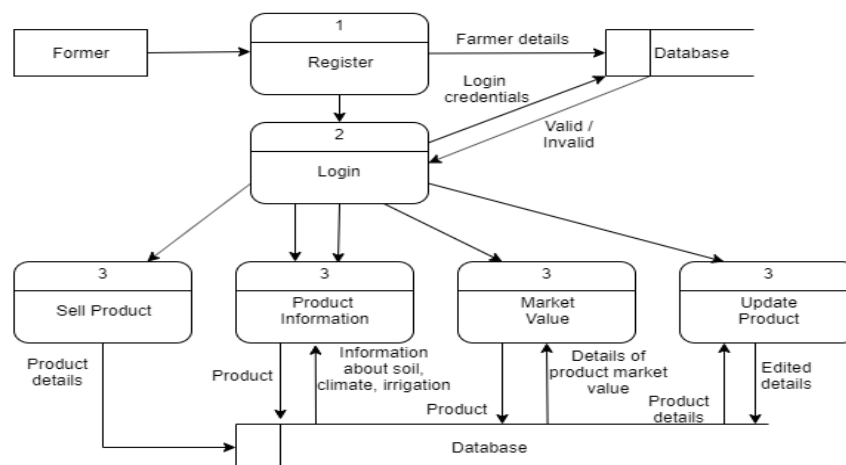 Former
1
Register
Farmer details
Database
Login
credentials
Valid /
Invalid
2
Login
3
Sell Product
3
Product
Information
3
Market
Value
3
Update
Product
Product
details
Product
Information
about soil,
climate, irrigation
Product
Details of
product market
value
Product
details
Edited
details
Database